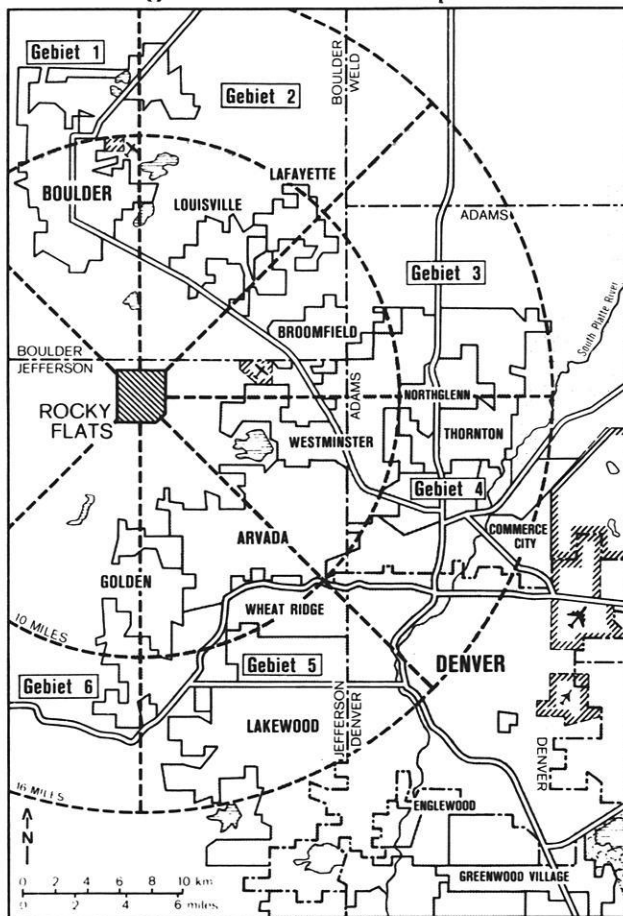 Gebiet 1
Gebiet 2
BOULDER
WELD
BOULDER
LOUISVILLE
LAFAYETTE
ADAMS
Gebiet 3
South Platte River
BROOMFIELD
BOULDER
JEFFERSON
ROCKY
FLATS
ADAMS
NORTHGLENN
WESTMINSTER
THORNTON
Gebiet 4
COMMERCE
CITY
ARVADA
GOLDEN
WHEAT RIDGE
10 MILES
Gebiet 5
DENVER
Gebiet 6
LAKEWOOD
JEFFERSON
DENVER
DENVER
16 MILES
ENGLEWOOD
N
GREENWOOD VILLAGE
0 2 4 6 8 10 km
0 2 4 6 miles